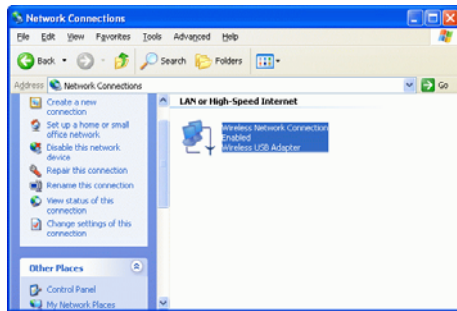 Network Connections
File Edit View Favorites Tools Advanced Help
Back Search Folders
Address Network Connections Go
Create a new
connection
Set up a home or small
office network
Disable this network
device
Repair this connection
Rename this connection
View status of this
connection
Change settings of this
connection
Other Places
Control Panel
My Network Places
LAN or High-Speed Internet
Wireless Network Connection
Enabled
Wireless USB Adapter